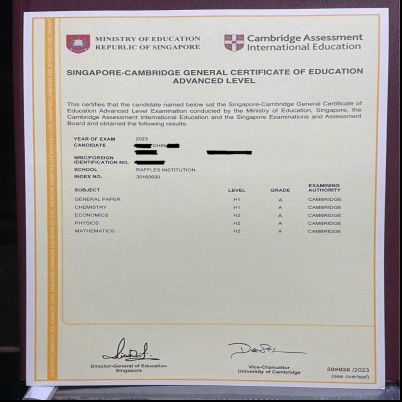 MINISTRY OF EDUCATION
REPUBLIC OF SINGAPORE
Cambridge Assessment
International Education
SINGAPORE-CAMBRIDGE GENERAL CERTIFICATE OF EDUCATION
ADVANCED LEVEL
This certifies that the candidate named below sat the Singapore-Cambridge General Certificate of
Education Advanced Level Examination conducted by the Ministry of Education, Singapore, the
Cambridge Assessment International Education and the Singapore Examinations and Assessment
Board and obtained the following results:
YEAR OF EXAM 2023
CANDIDATE CHIN
NRIC/FOREIGN
IDENTIFICATION NO.
SCHOOL RAFFLES INSTITUTION
INDEX NO. 30160930
SUBJECT LEVEL GRADE EXAMINING AUTHORITY
GENERAL PAPER H1 A CAMBRIDGE
CHEMISTRY H1 A CAMBRIDGE
ECONOMICS H2 A CAMBRIDGE
PHYSICS H2 A CAMBRIDGE
MATHEMATICS H2 A CAMBRIDGE
Director-General of Education
Singapore
Vice-Chancellor
University of Cambridge
598036 /2023
(see overleaf)